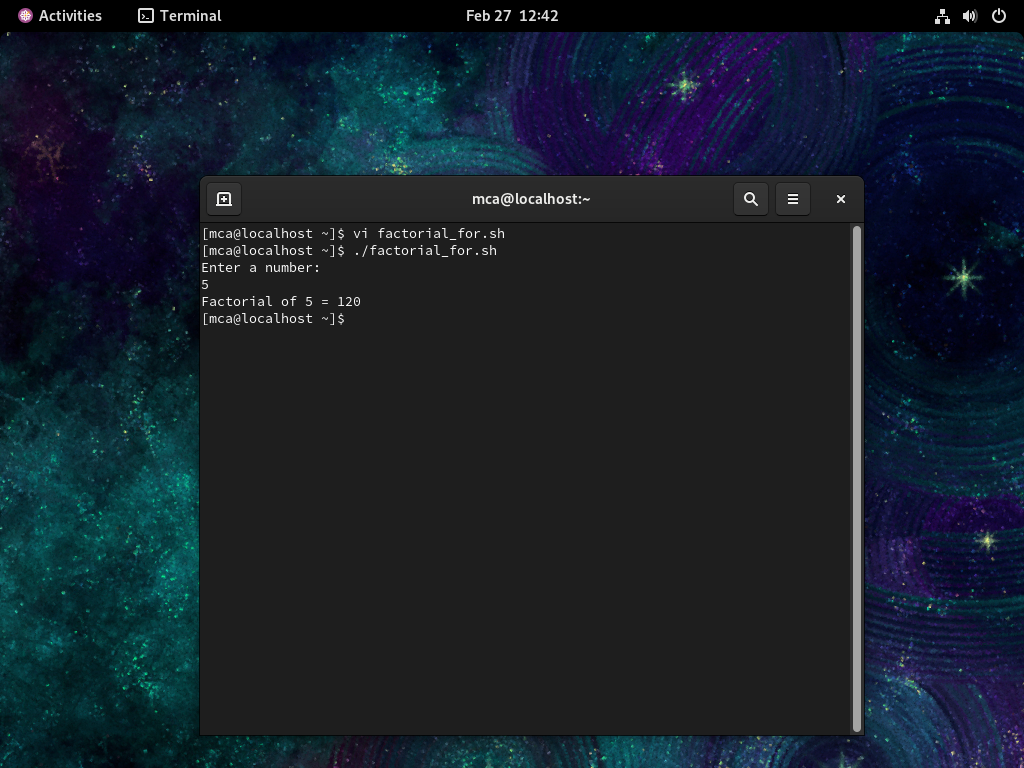 Activities Terminal Feb 27 12:42
mca@localhost:~
[mca@localhost ~]$ vi factorial_for.sh
[mca@localhost ~]$ ./factorial_for.sh
Enter a number:
5
Factorial of 5 = 120
[mca@localhost ~]$